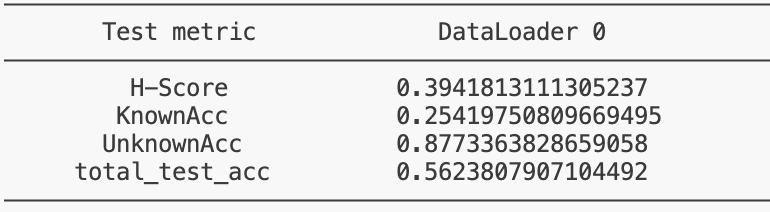 Test metric DataLoader 0
H-Score 0.3941813111305237
KnownAcc 0.25419750809669495
UnknownAcc 0.8773363828659058
total_test_acc 0.5623807907104492